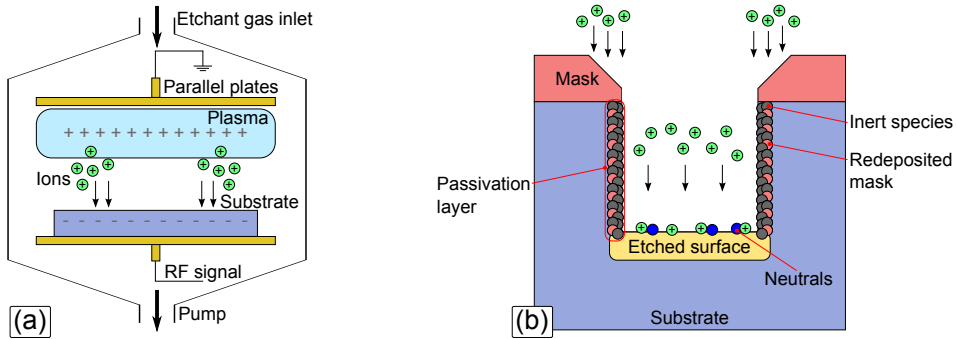 Etchant gas inlet
Parallel plates
Plasma
+ + + + + + + + + + + +
Ions
Substrate
- - - - - - - - - - - -
RF signal
Pump
(a)
Mask
Inert species
Redeposited
mask
Passivation
layer
Etched surface
Neutrals
Substrate
(b)